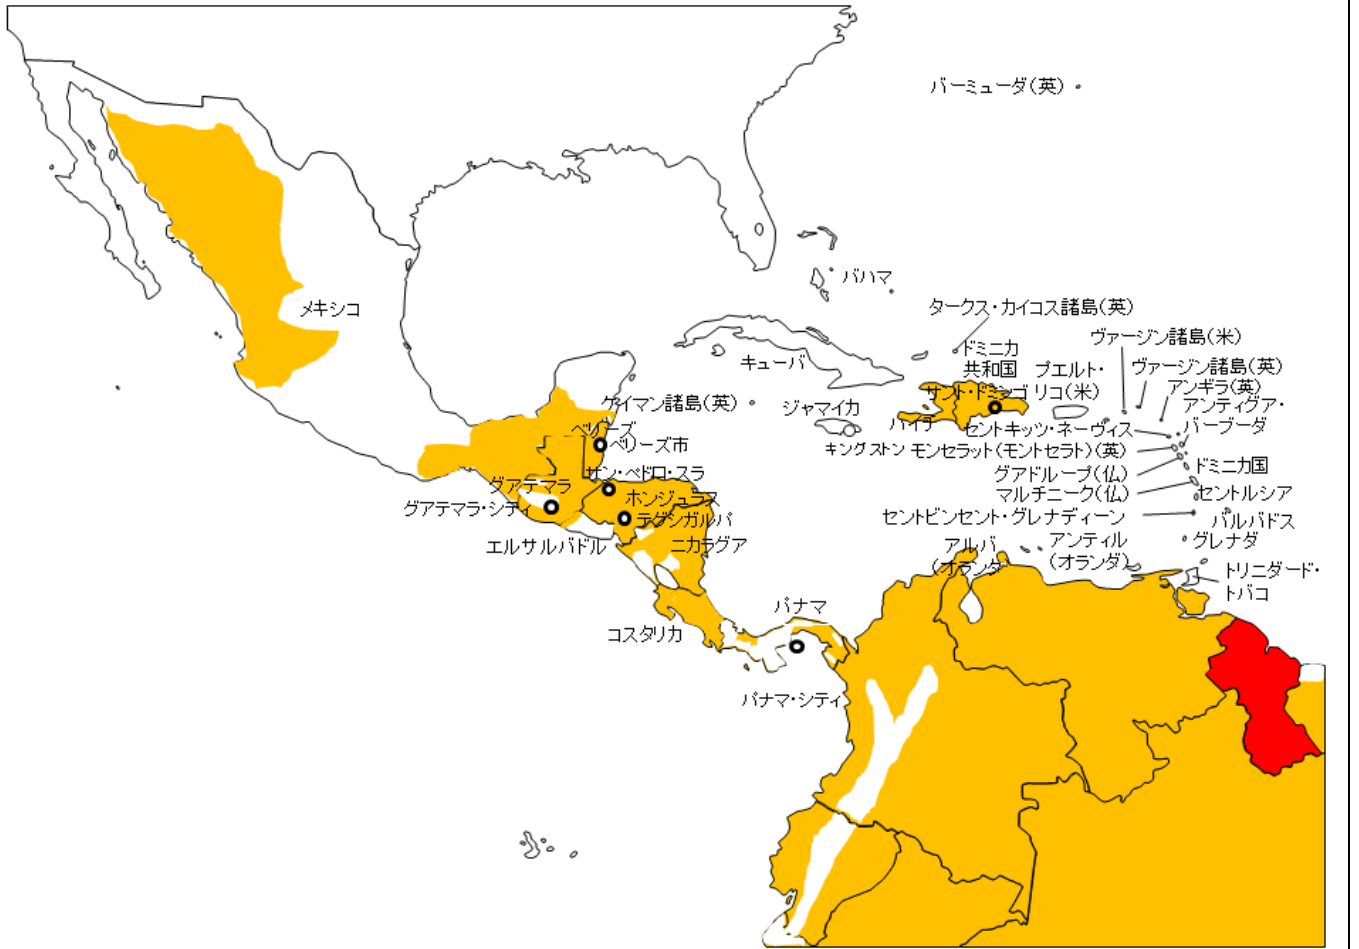 バーミューダ(英)
バハマ
タークス・カイコス諸島(英)
メキシコ
ヴァージン諸島(米)
ドミニカ
共和国
キューバ
プエルト・
リコ(米)
ヴァージン諸島(英)
アンギラ(英)
サント・ドミンゴ
ケイマン諸島(英)
ジャマイカ
アンティグア・
バーブーダ
ハイチ
ベリーズ
セントキッツ・ネーヴィス
ベリーズ市
キングストン
モンセラット(モントセラト)(英)
ドミニカ国
サン・ペドロ・スラ
グアドループ(仏)
グアテマラ
マルチニーク(仏)
セントルシア
ホンジュラス
グアテマラ・シティ
テグシガルパ
セントビンセント・グレナディーン
バルバドス
エルサルバドル
ニカラグア
アルバ
(オランダ
アンティル
(オランダ)
グレナダ
トリニダード・
トバコ
パナマ
コスタリカ
パナマ・シティ